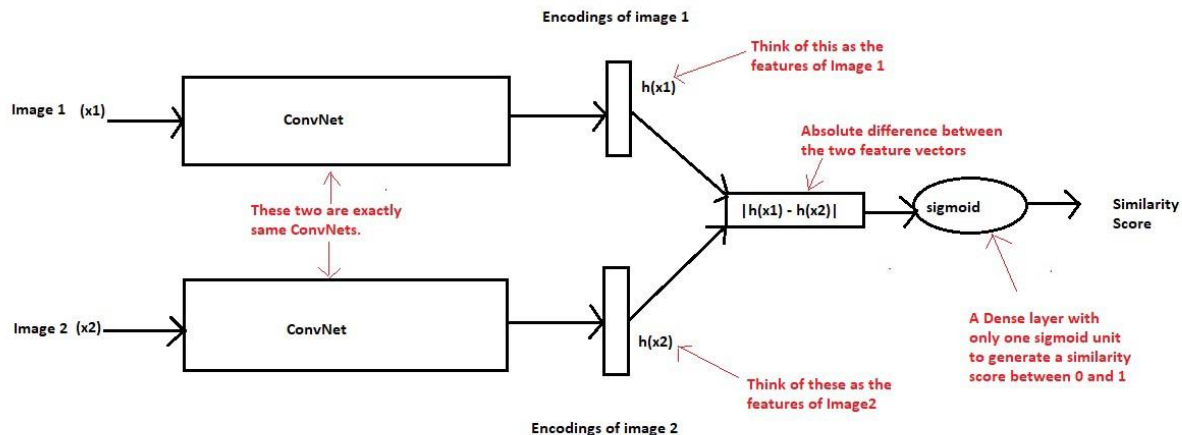 Encodings of image 1
Think of this as the
features of Image 1
h(x1)
Image 1 (x1)
ConvNet
Absolute difference between
the two feature vectors
These two are exactly
same ConvNets.
|h(x1) - h(x2)|
sigmoid
Similarity
Score
Image 2 (x2)
ConvNet
h(x2)
A Dense layer with
only one sigmoid unit
to generate a similarity
score between 0 and 1
Think of these as the
features of Image2
Encodings of image 2